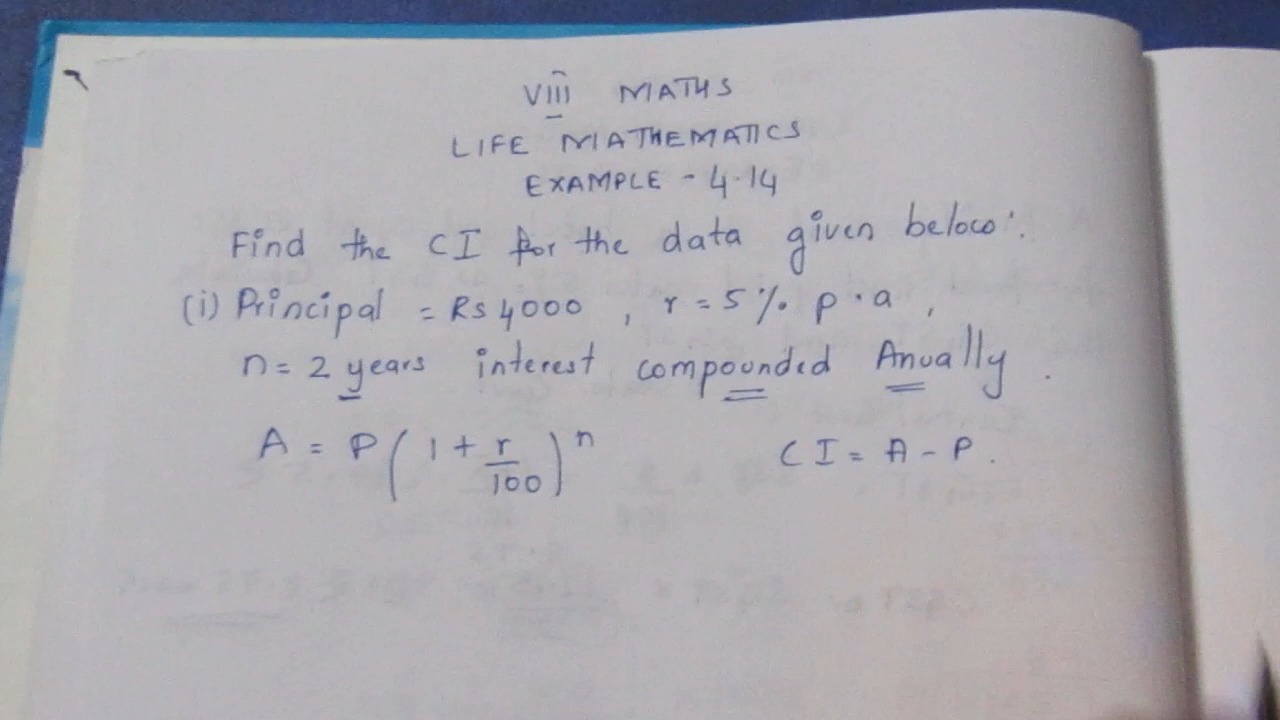 VIII MATHS
LIFE MATHEMATICS
EXAMPLE - 4.14
Find the CI for the data given below:
(i) Principal = Rs 4000, r = 5% p.a,
n = 2 years interest compounded Anually.
A = P(1 + r/100)^n CI = A - P.